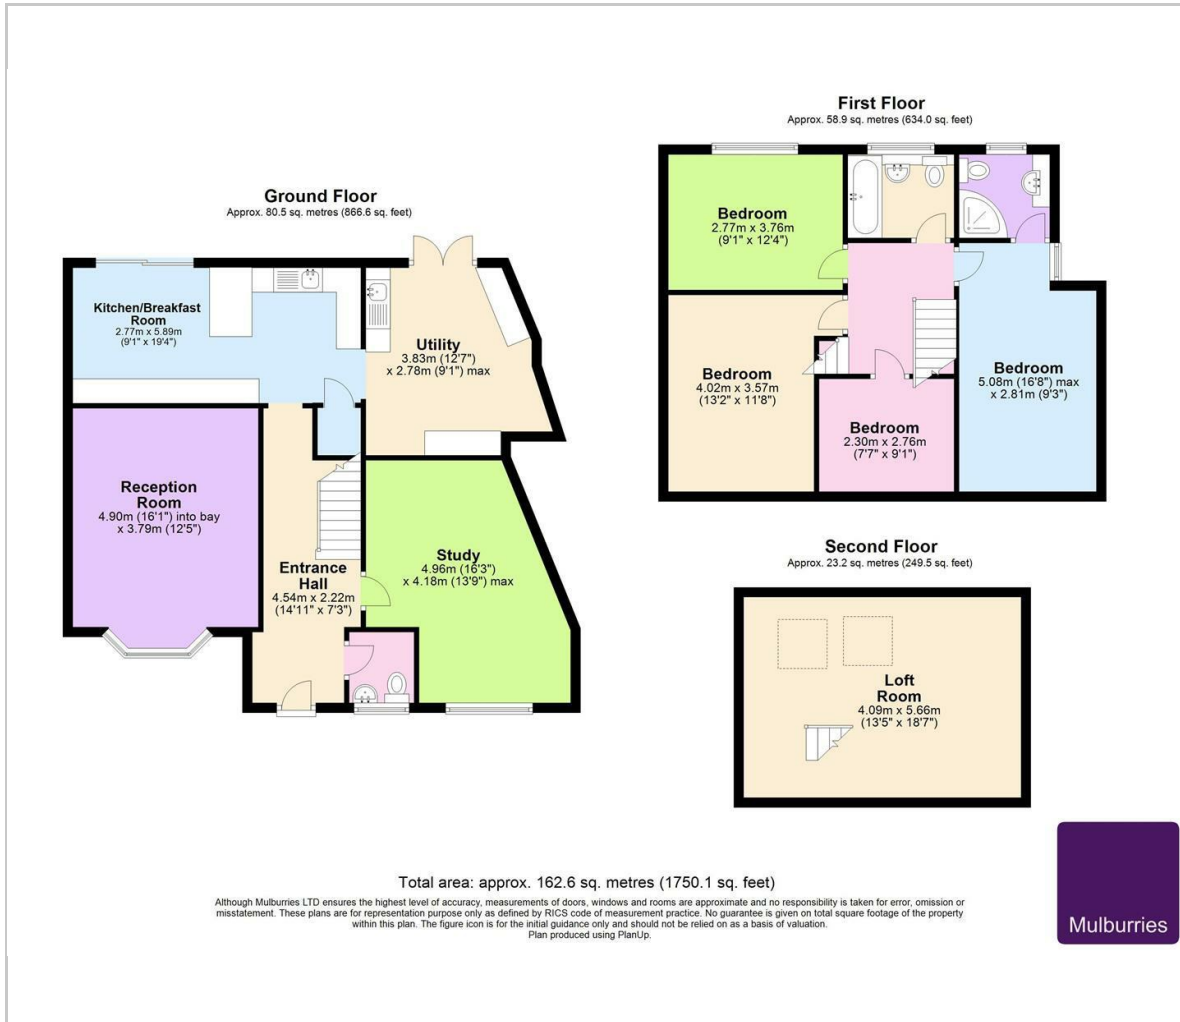 Ground Floor
Approx. 80.5 sq. metres (866.6 sq. feet)
Kitchen/Breakfast
Room
2.77m x 5.89m
(9'1" x 19'4")
Utility
3.83m (12'7")
x 2.78m (9'1") max
Reception
Room
4.90m (16'1") into bay
x 3.79m (12'5")
Entrance
Hall
4.54m x 2.22m
(14'11" x 7'3")
Study
4.96m (16'3")
x 4.18m (13'9") max
First Floor
Approx. 58.9 sq. metres (634.0 sq. feet)
Bedroom
2.77m x 3.76m
(9'1" x 12'4")
Bedroom
4.02m x 3.57m
(13'2" x 11'8")
Bedroom
2.30m x 2.76m
(7'7" x 9'1")
Bedroom
5.08m (16'8") max
x 2.81m (9'3")
Second Floor
Approx. 23.2 sq. metres (249.5 sq. feet)
Loft
Room
4.09m x 5.66m
(13'5" x 18'7")
Total area: approx. 162.6 sq. metres (1750.1 sq. feet)
Although Mulburries LTD ensures the highest level of accuracy, measurements of doors, windows and rooms are approximate and no responsibility is taken for error, omission or
misstatement. These plans are for representation purpose only as defined by RICS code of measurement practice. No guarantee is given on total square footage of the property
within this plan. The figure icon is for the initial guidance only and should not be relied on as a basis of valuation.
Plan produced using PlanUp.
Mulburries